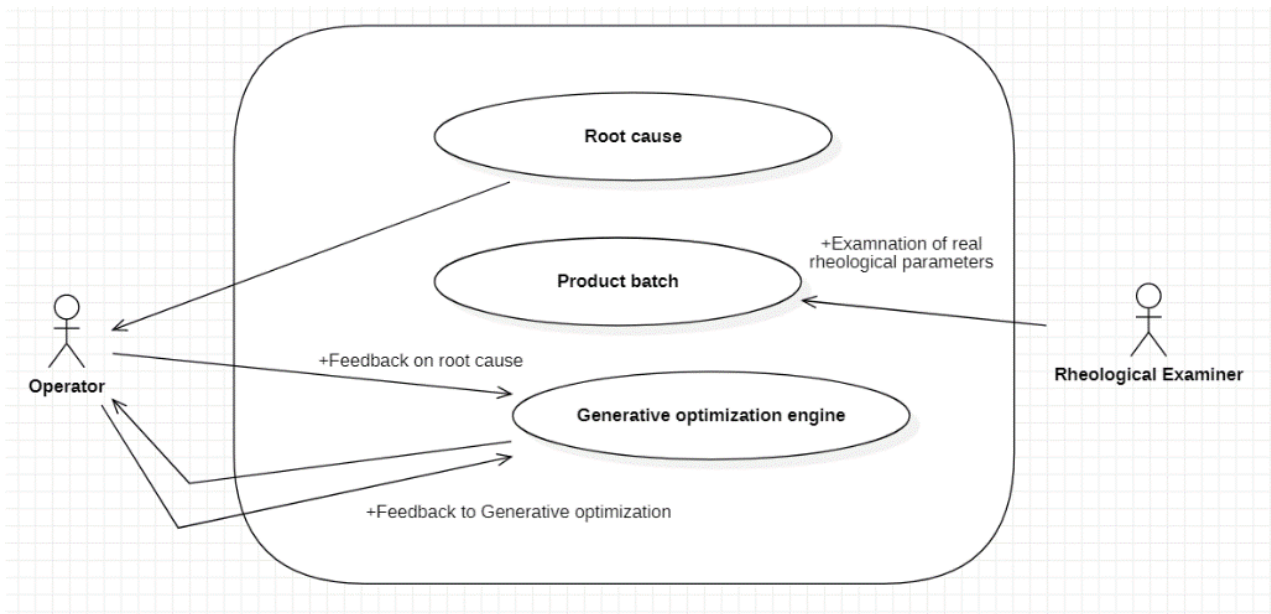 Root cause
+Examnation of real
rheological parameters
Product batch
+Feedback on root cause
Operator
Rheological Examiner
Generative optimization engine
+Feedback to Generative optimization